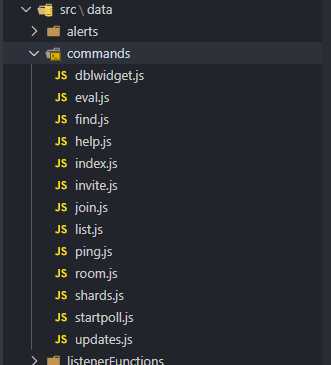 src\data
alerts
commands
JS dblwidget.js
JS eval.js
JS find.js
JS help.js
JS index.js
JS invite.js
JS join.js
JS list.js
JS ping.js
JS room.js
JS shards.js
JS startpoll.js
JS updates.js
listenerFunctions